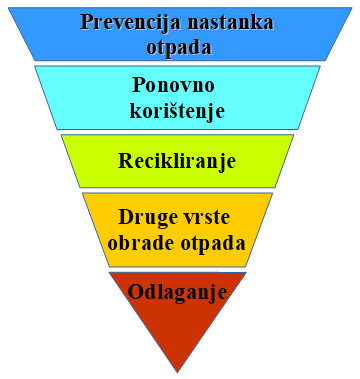 Prevencija nastanka
otpada
Ponovno
korištenje
Recikliranje
Druge vrste
obrade otpada
Odlaganje